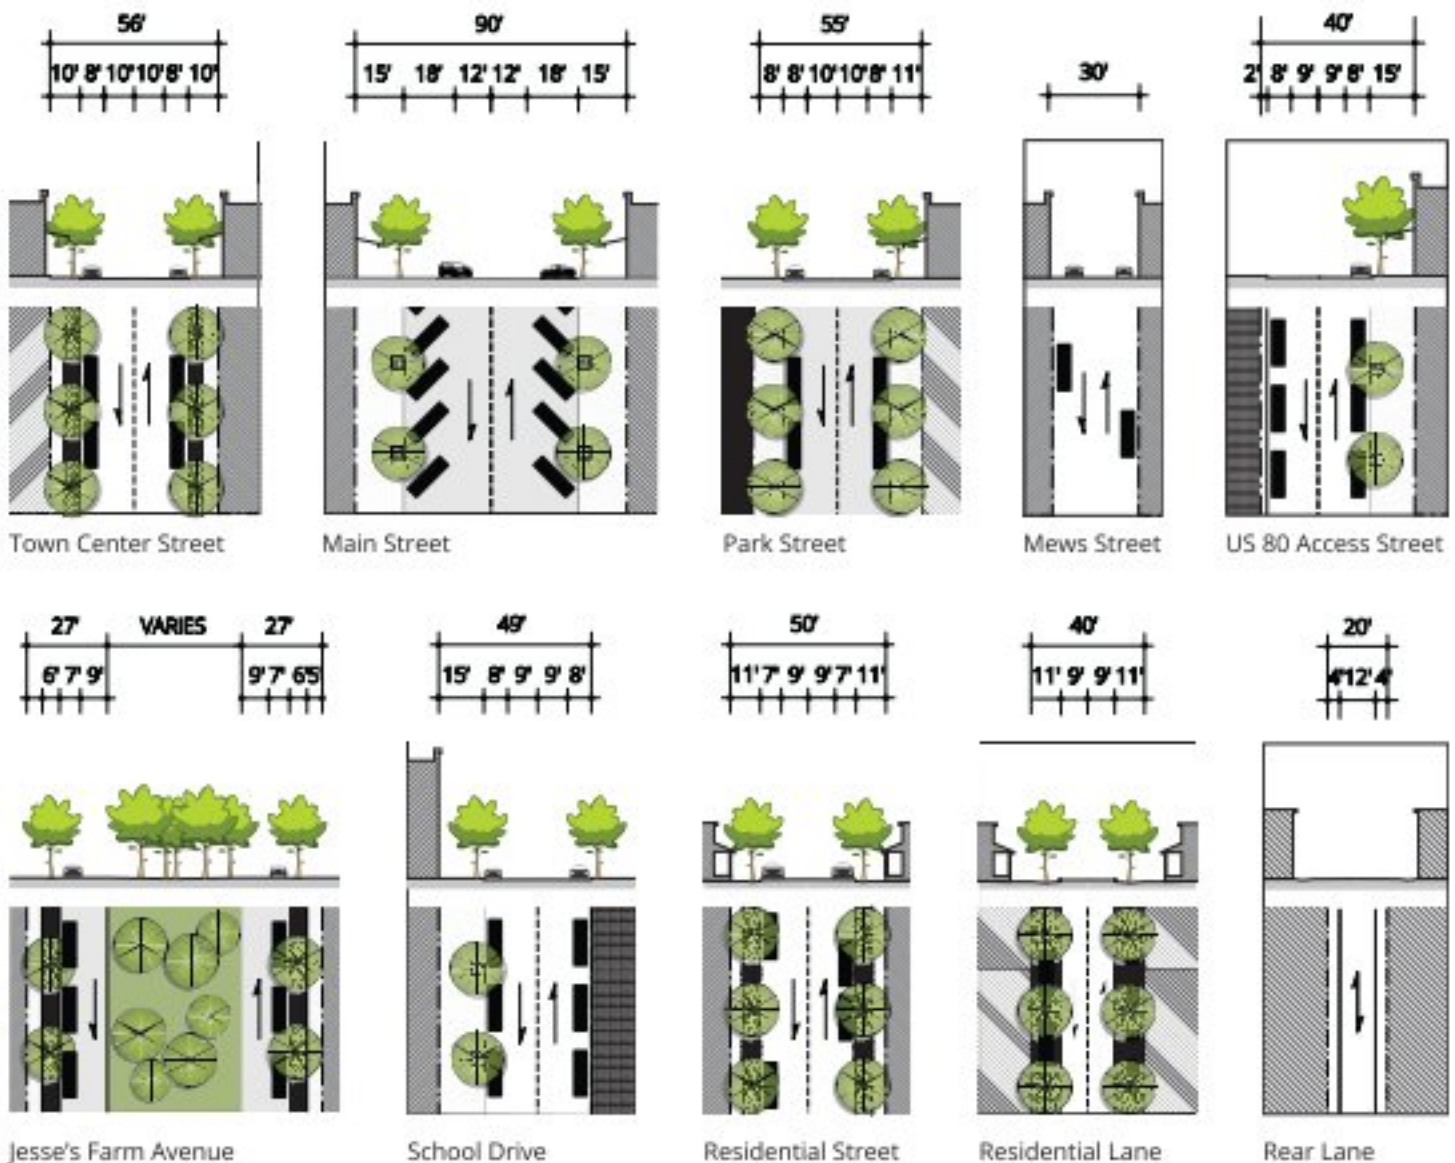 56' 90' 55' 30' 40'
10' 8' 10' 10' 8' 10' 15' 18' 12' 12' 18' 15' 8' 8' 10' 10' 8' 11' 2' 8' 9' 9' 8' 15'
Town Center Street Main Street Park Street Mews Street US 80 Access Street
27' VARIES 27' 49' 50' 40' 20'
6' 7' 9' 9' 7' 6' 5' 15' 8' 9' 9' 8' 11' 7' 9' 9' 7' 11' 11' 9' 9' 11' 4' 12' 4'
Jesse's Farm Avenue School Drive Residential Street Residential Lane Rear Lane